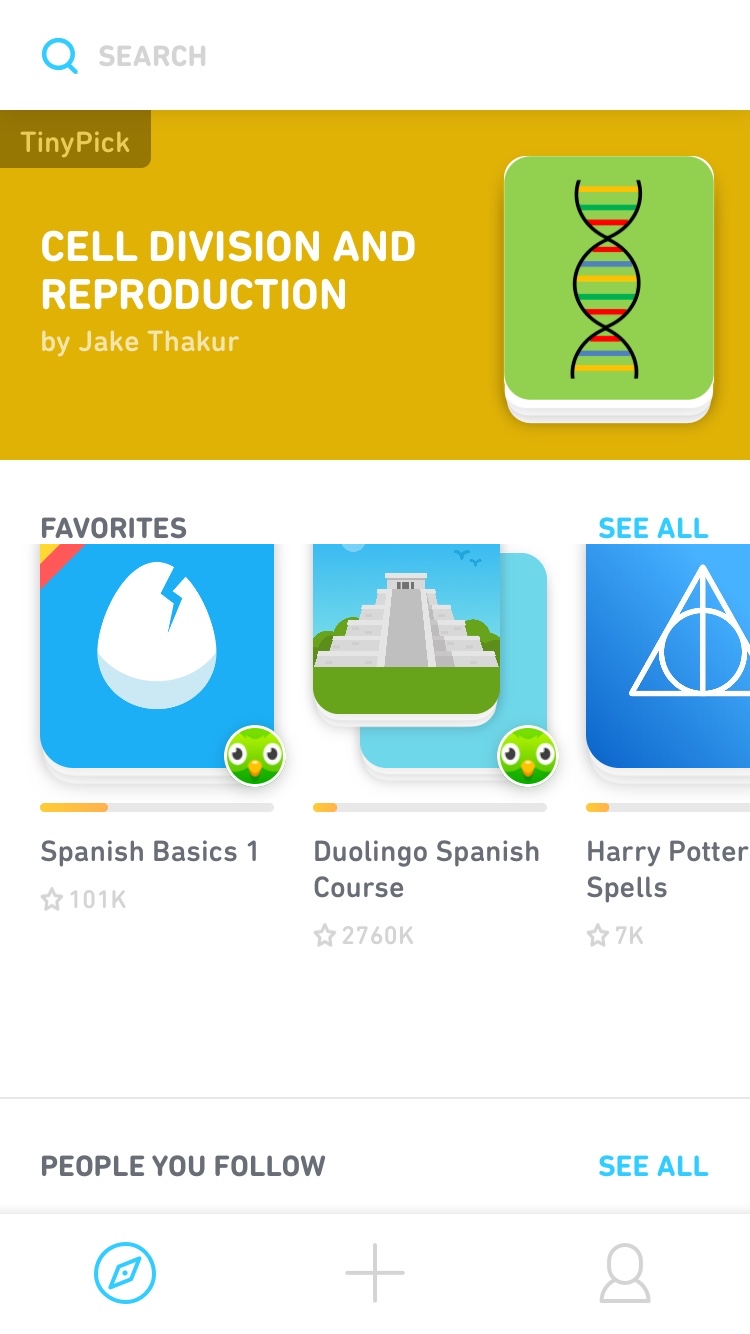 SEARCH
TinyPick
CELL DIVISION AND
REPRODUCTION
by Jake Thakur
FAVORITES
SEE ALL
Spanish Basics 1
101K
Duolingo Spanish
Course
2760K
Harry Potter
Spells
7K
PEOPLE YOU FOLLOW
SEE ALL